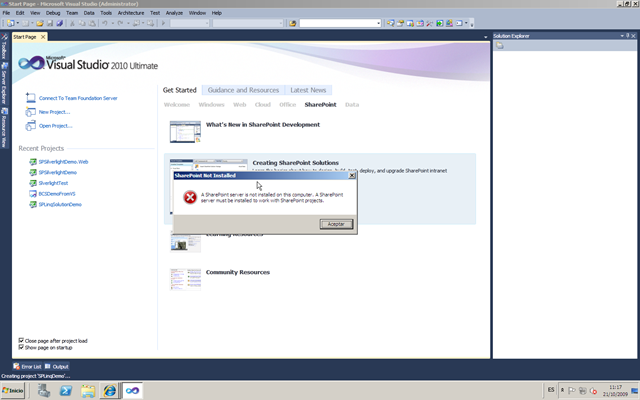 Start Page - Microsoft Visual Studio (Administrator)
File Edit View Debug Team Data Tools Architecture Test Analyze Window Help
Start Page
Solution Explorer
Toolbox
Server Explorer
Resource View
Microsoft
Visual Studio 2010 Ultimate
Connect To Team Foundation Server
New Project...
Open Project...
Recent Projects
SPSilverlightDemo.Web
SPSilverlightDemo
SilverlightTest
BCSDemoFromVS
SPLinqSolutionDemo
Close page after project load
Show page on startup
Get Started Guidance and Resources Latest News
Welcome Windows Web Cloud Office SharePoint Data
What's New in SharePoint Development
Creating SharePoint Solutions
deploy, and upgrade SharePoint intranet
SharePoint Not Installed
A SharePoint server is not installed on this computer. A SharePoint
server must be installed to work with SharePoint projects.
Aceptar
Learning Resources
Community Resources
Error List Output
Creating project 'SPLinqDemo'...
Inicio
ES
11:17
21/10/2009